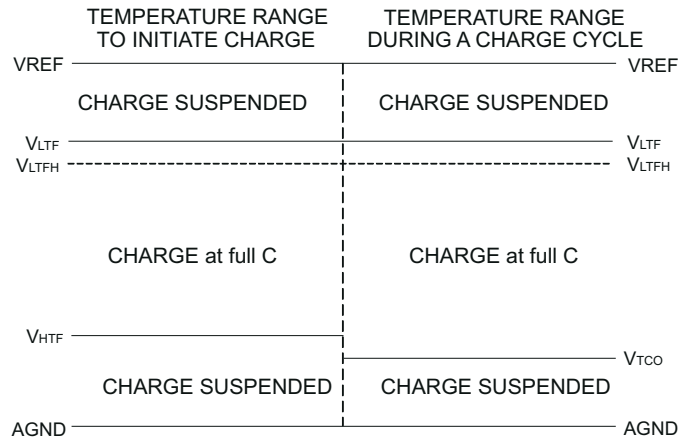 TEMPERATURE RANGE
TO INITIATE CHARGE
TEMPERATURE RANGE
DURING A CHARGE CYCLE
VREF
VREF
CHARGE SUSPENDED
CHARGE SUSPENDED
VLTF
VLTF
VLTFH
VLTFH
CHARGE at full C
CHARGE at full C
VHTF
VTCO
CHARGE SUSPENDED
CHARGE SUSPENDED
AGND
AGND